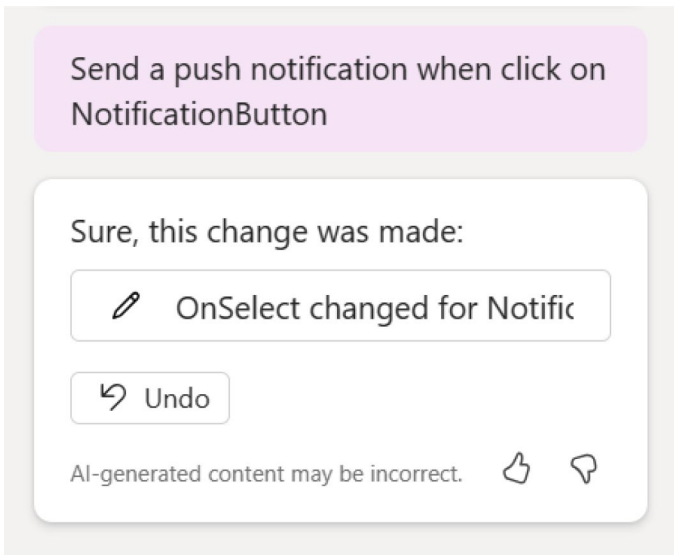 Send a push notification when click on
NotificationButton
Sure, this change was made:
OnSelect changed for Notific
Undo
AI-generated content may be incorrect.